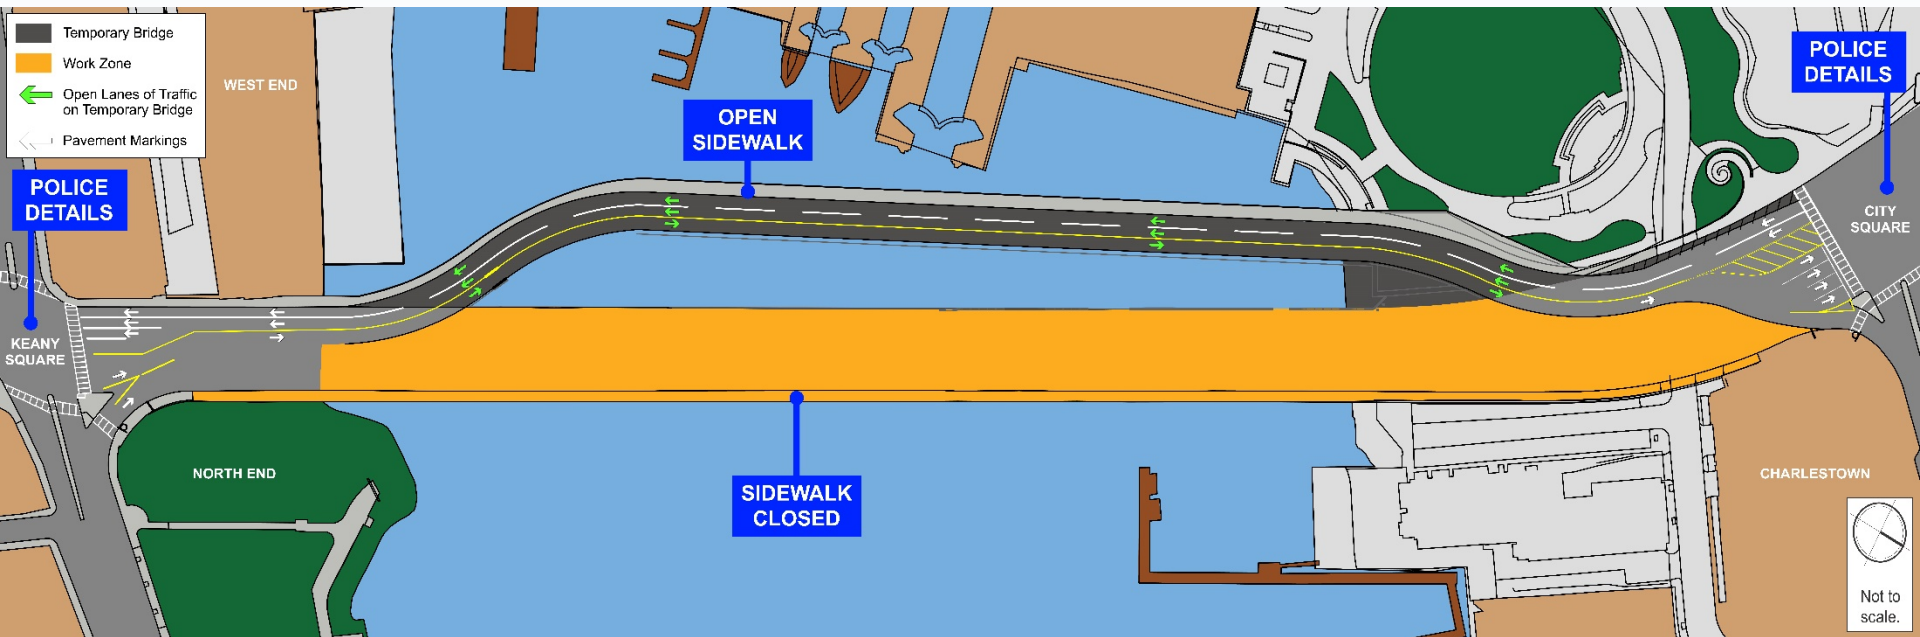 Temporary Bridge
Work Zone
Open Lanes of Traffic
on Temporary Bridge
Pavement Markings
WEST END
POLICE
DETAILS
KEANY
SQUARE
OPEN
SIDEWALK
POLICE
DETAILS
CITY
SQUARE
NORTH END
SIDEWALK
CLOSED
CHARLESTOWN
Not to
scale.